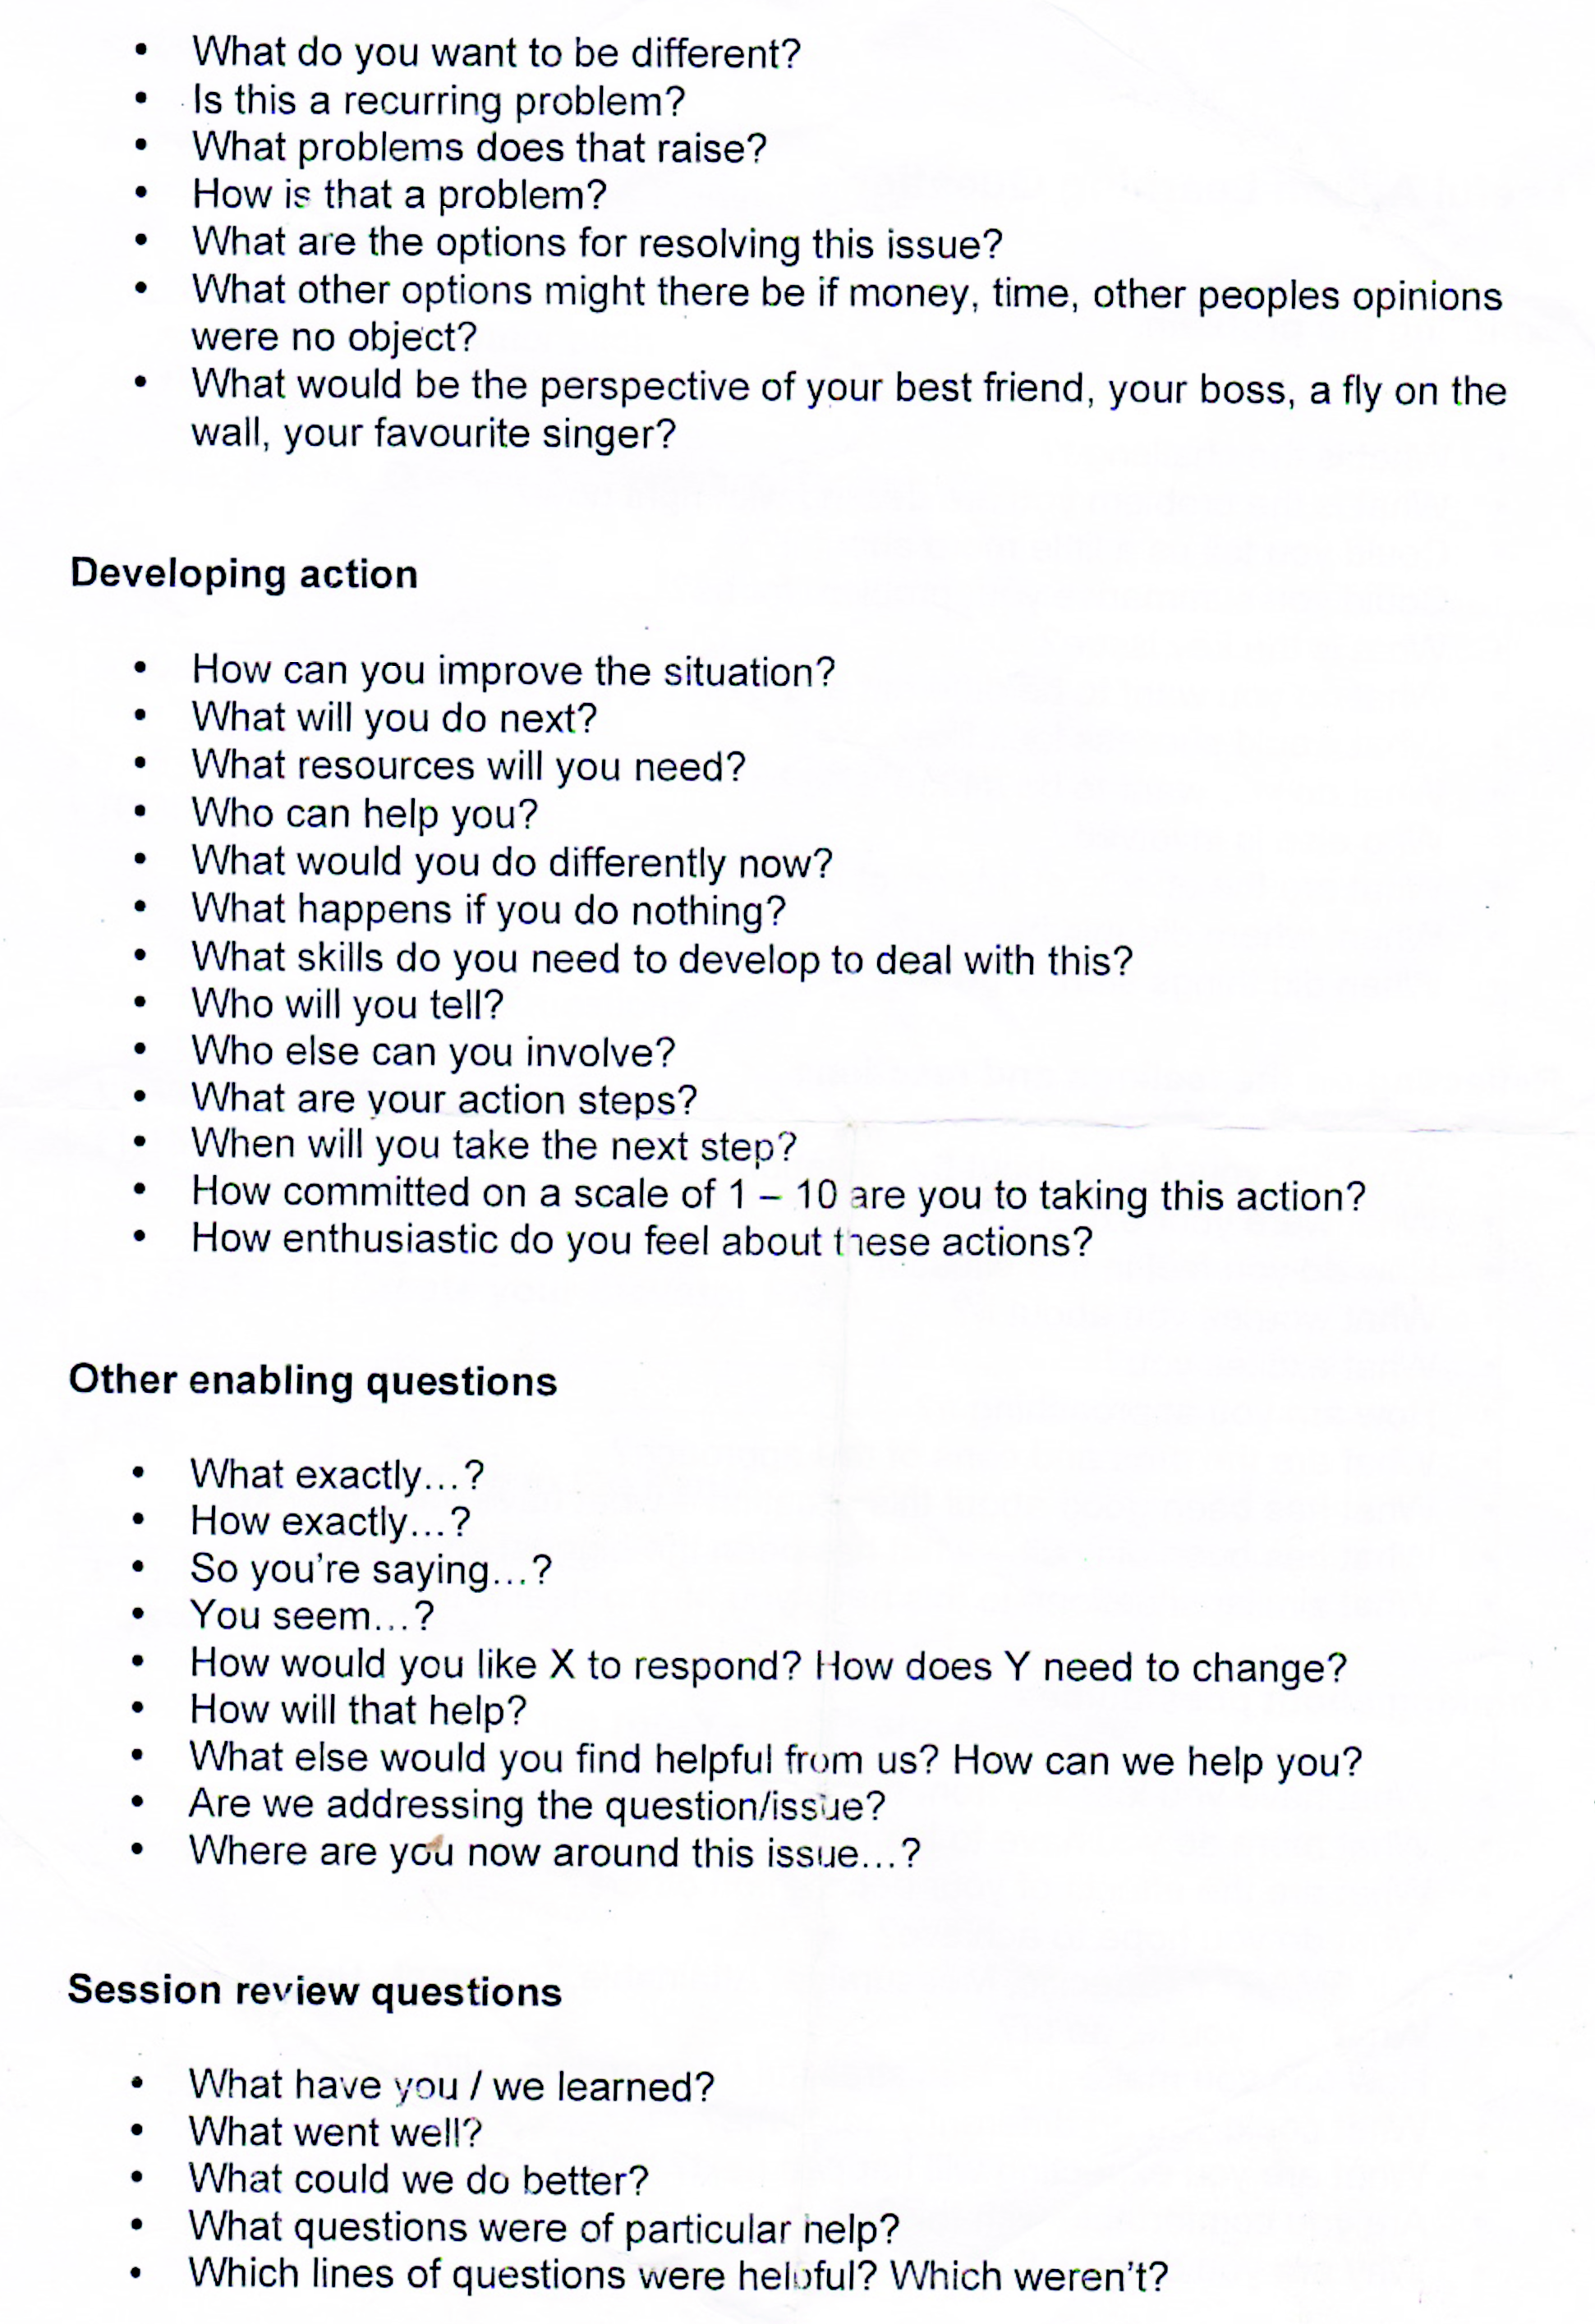 • What do you want to be different?
• Is this a recurring problem?
• What problems does that raise?
• How is that a problem?
• What are the options for resolving this issue?
• What other options might there be if money, time, other peoples opinions
were no object?
• What would be the perspective of your best friend, your boss, a fly on the
wall, your favourite singer?
Developing action
• How can you improve the situation?
• What will you do next?
• What resources will you need?
• Who can help you?
• What would you do differently now?
• What happens if you do nothing?
• What skills do you need to develop to deal with this?
• Who will you tell?
• Who else can you involve?
• What are your action steps?
• When will you take the next step?
• How committed on a scale of 1 – 10 are you to taking this action?
• How enthusiastic do you feel about these actions?
Other enabling questions
• What exactly...?
• How exactly...?
• So you're saying...?
• You seem...?
• How would you like X to respond? How does Y need to change?
• How will that help?
• What else would you find helpful from us? How can we help you?
• Are we addressing the question/issue?
• Where are you now around this issue...?
Session review questions
• What have you / we learned?
• What went well?
• What could we do better?
• What questions were of particular help?
• Which lines of questions were helpful? Which weren't?